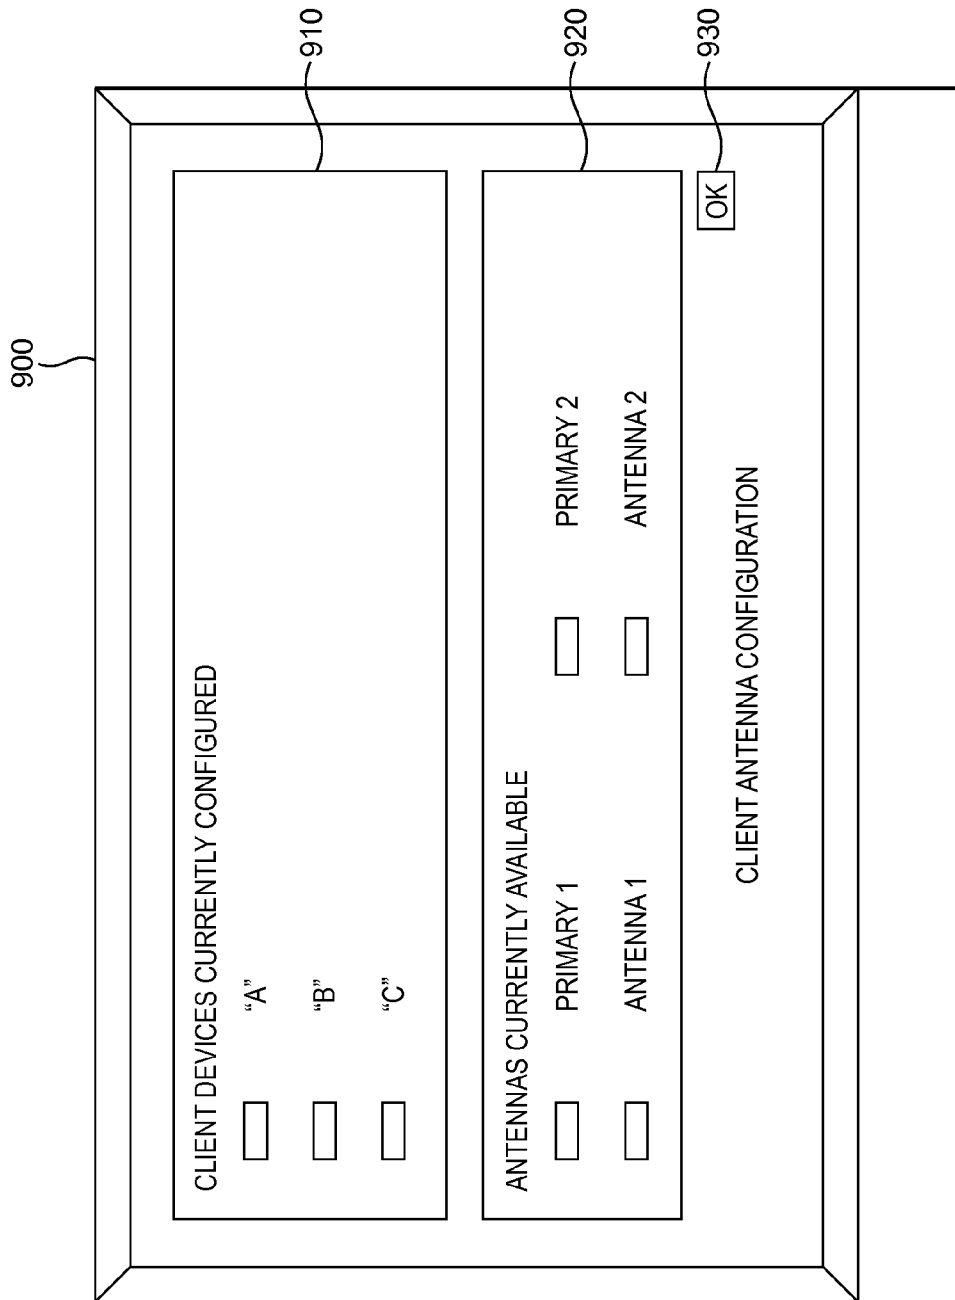 900
CLIENT DEVICES CURRENTLY CONFIGURED
“A”
“B”
“C”
910
ANTENNAS CURRENTLY AVAILABLE
PRIMARY 1 PRIMARY 2
ANTENNA 1 ANTENNA 2
920
OK
930
CLIENT ANTENNA CONFIGURATION